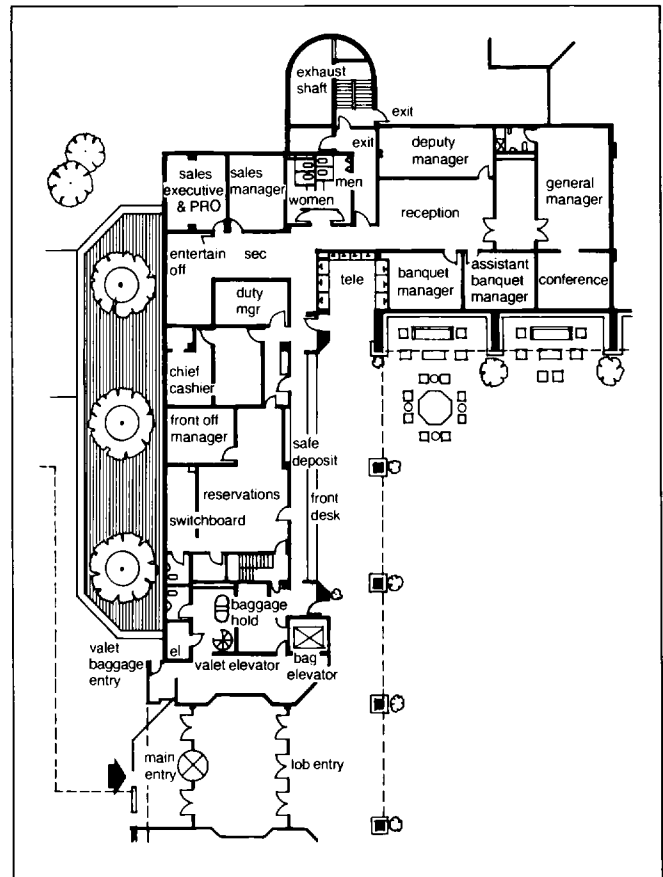 exhaust
shaft
exit
exit
deputy
manager
sales
executive
& PRO
sales
manager
men
women
general
manager
reception
entertain
off
sec
tele
banquet
manager
assistant
banquet
manager
conference
duty
mgr
chief
cashier
front off
manager
safe
deposit
reservations
front
desk
switchboard
baggage
hold
valet
baggage
entry
el
valet elevator
bag
elevator
main
entry
lob entry